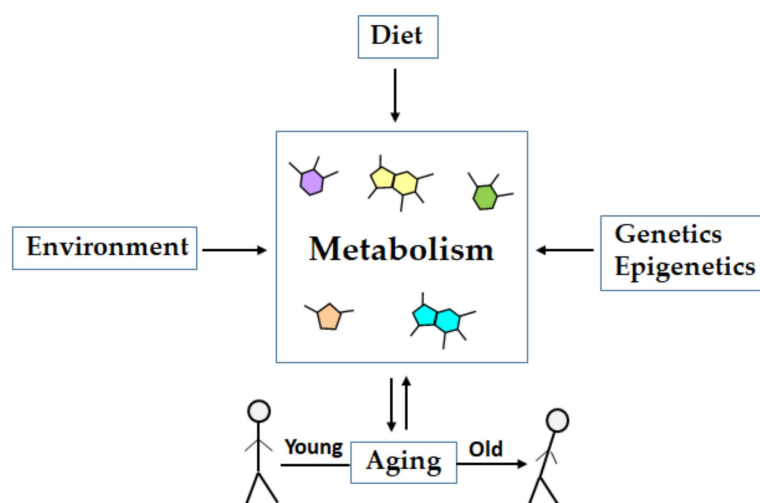 Diet
Environment
Metabolism
Genetics
Epigenetics
Young
Aging
Old